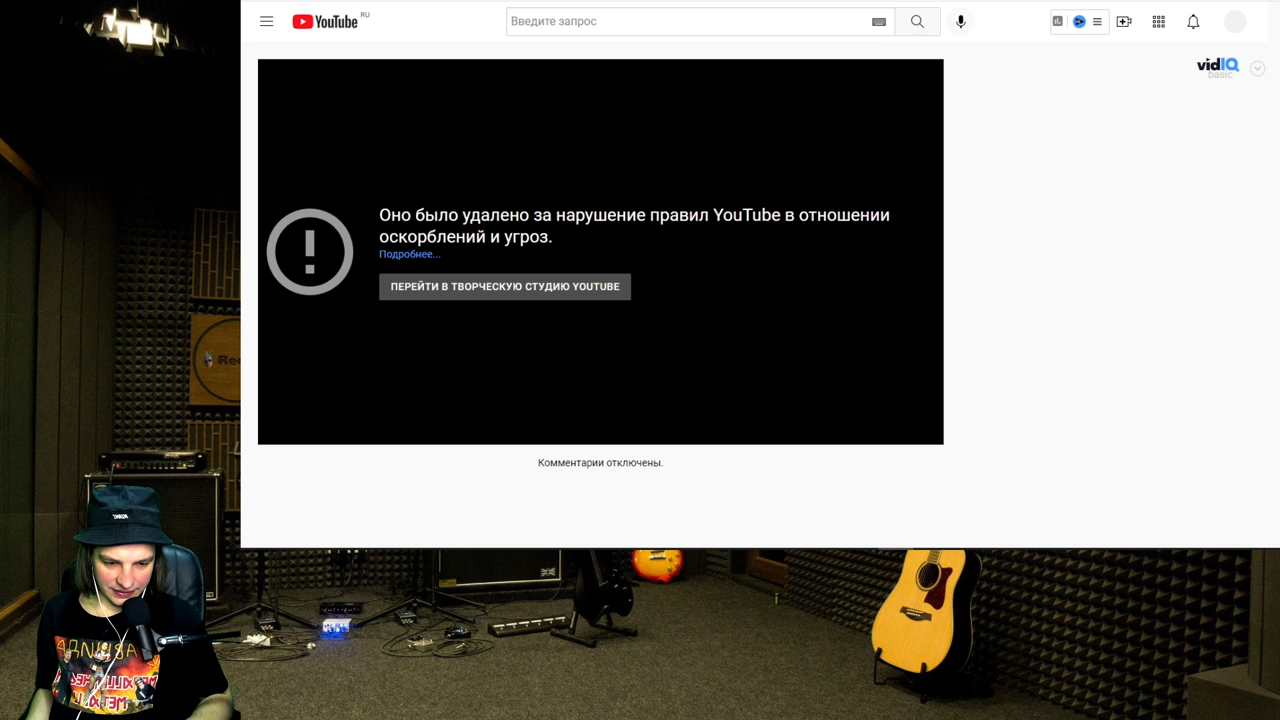 YouTube RU
Введите запрос
vidIQ
basic
Оно было удалено за нарушение правил YouTube в отношении
оскорблений и угроз.
Подробнее...
ПЕРЕЙТИ В ТВОРЧЕСКУЮ СТУДИЮ YOUTUBE
Комментарии отключены.